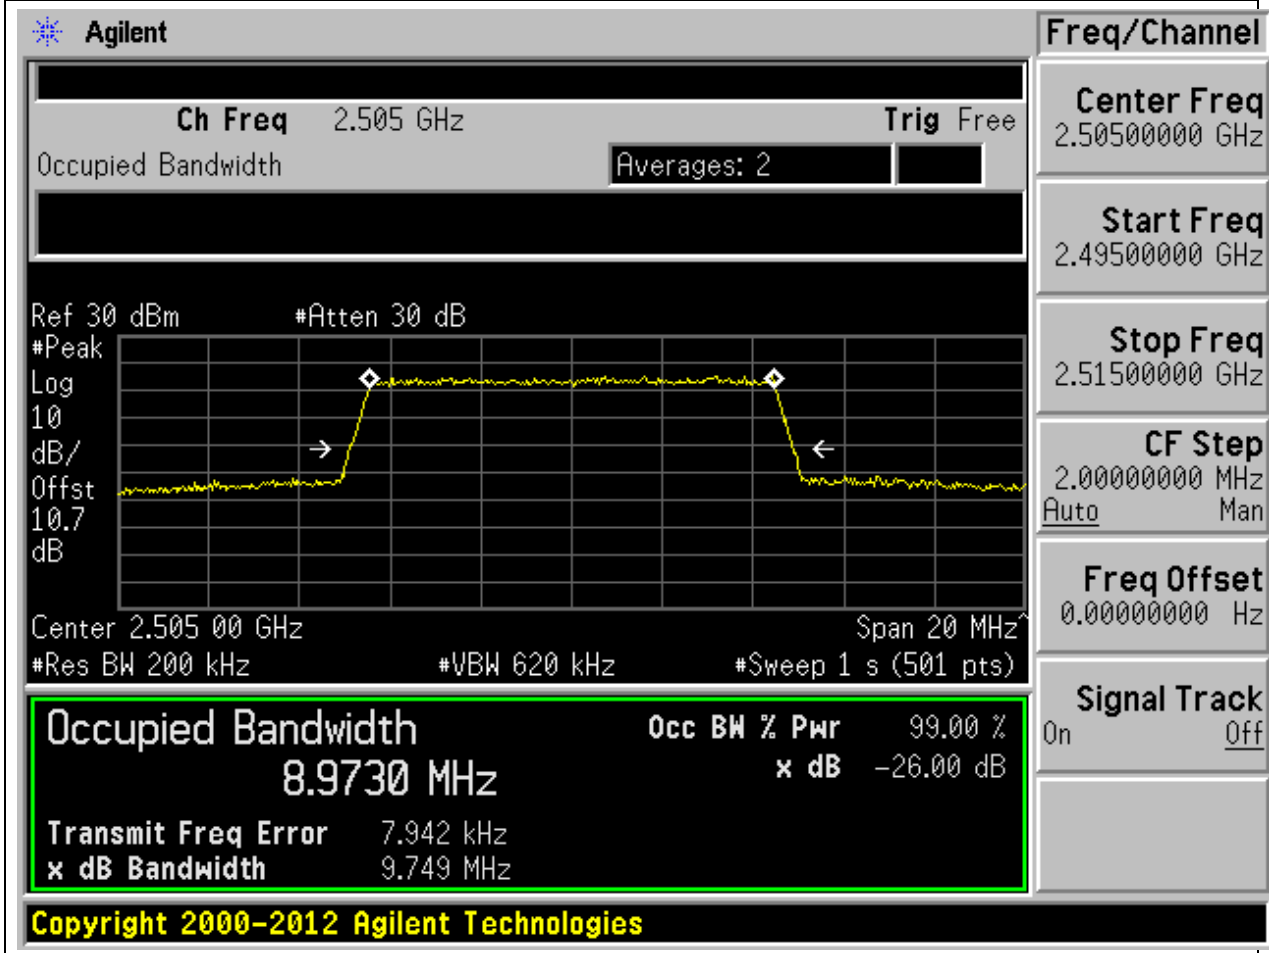 Agilent
Freq/Channel
Ch Freq 2.505 GHz Trig Free
Occupied Bandwidth Averages: 2
Center Freq
2.50500000 GHz
Start Freq
2.49500000 GHz
Stop Freq
2.51500000 GHz
CF Step
2.00000000 MHz
Auto Man
Freq Offset
0.00000000 Hz
Signal Track
On Off
Ref 30 dBm #Atten 30 dB
#Peak
Log
10
dB/
Offst
10.7
dB
Center 2.505 00 GHz Span 20 MHz^
#Res BW 200 kHz #VBW 620 kHz #Sweep 1 s (501 pts)
Occupied Bandwidth Occ BW % Pwr 99.00 %
8.9730 MHz x dB -26.00 dB
Transmit Freq Error 7.942 kHz
x dB Bandwidth 9.749 MHz
Copyright 2000-2012 Agilent Technologies